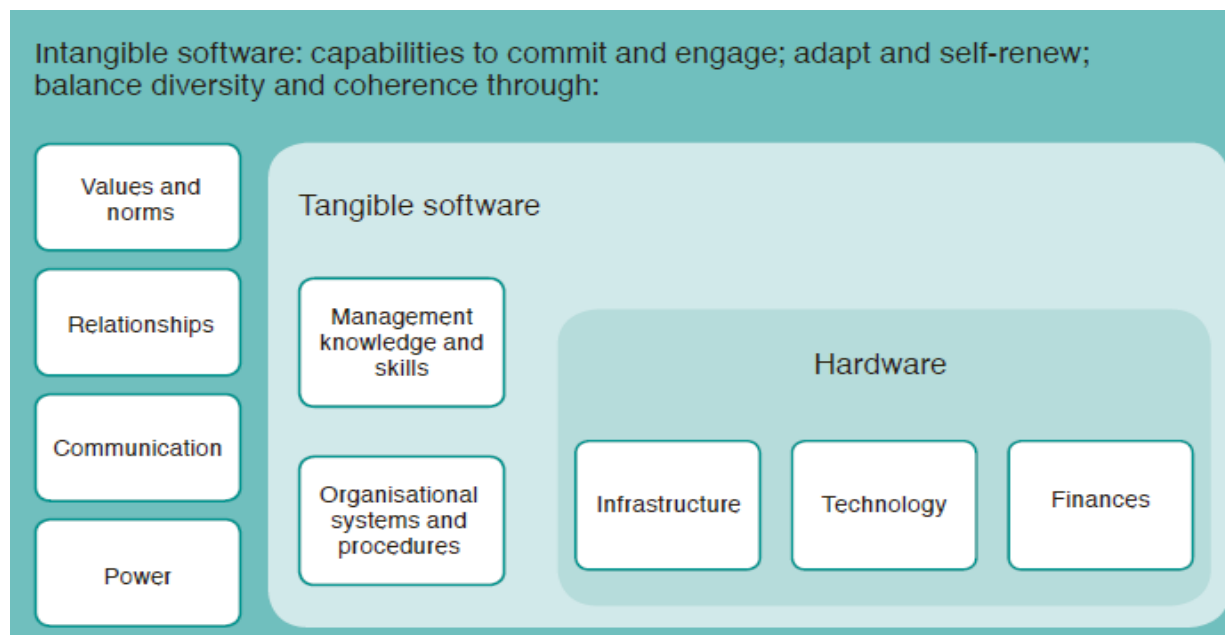 Intangible software: capabilities to commit and engage; adapt and self-renew;
balance diversity and coherence through:
Values and
norms
Relationships
Communication
Power
Tangible software
Management
knowledge and
skills
Organisational
systems and
procedures
Hardware
Infrastructure
Technology
Finances